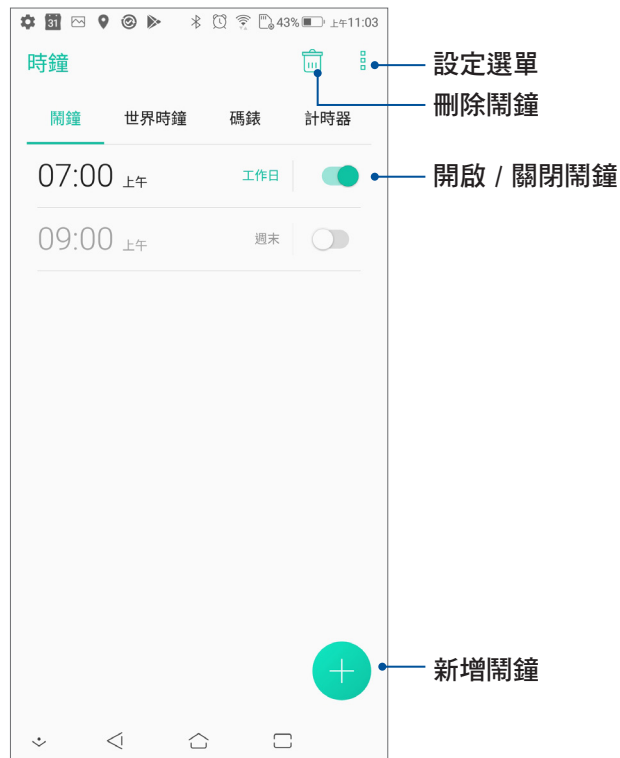 31 43% 上午11:03
時鐘
設定選單
刪除鬧鐘
鬧鐘 世界時鐘 碼錶 計時器
07:00 上午 工作日
開啟 / 關閉鬧鐘
09:00 上午 週末
新增鬧鐘